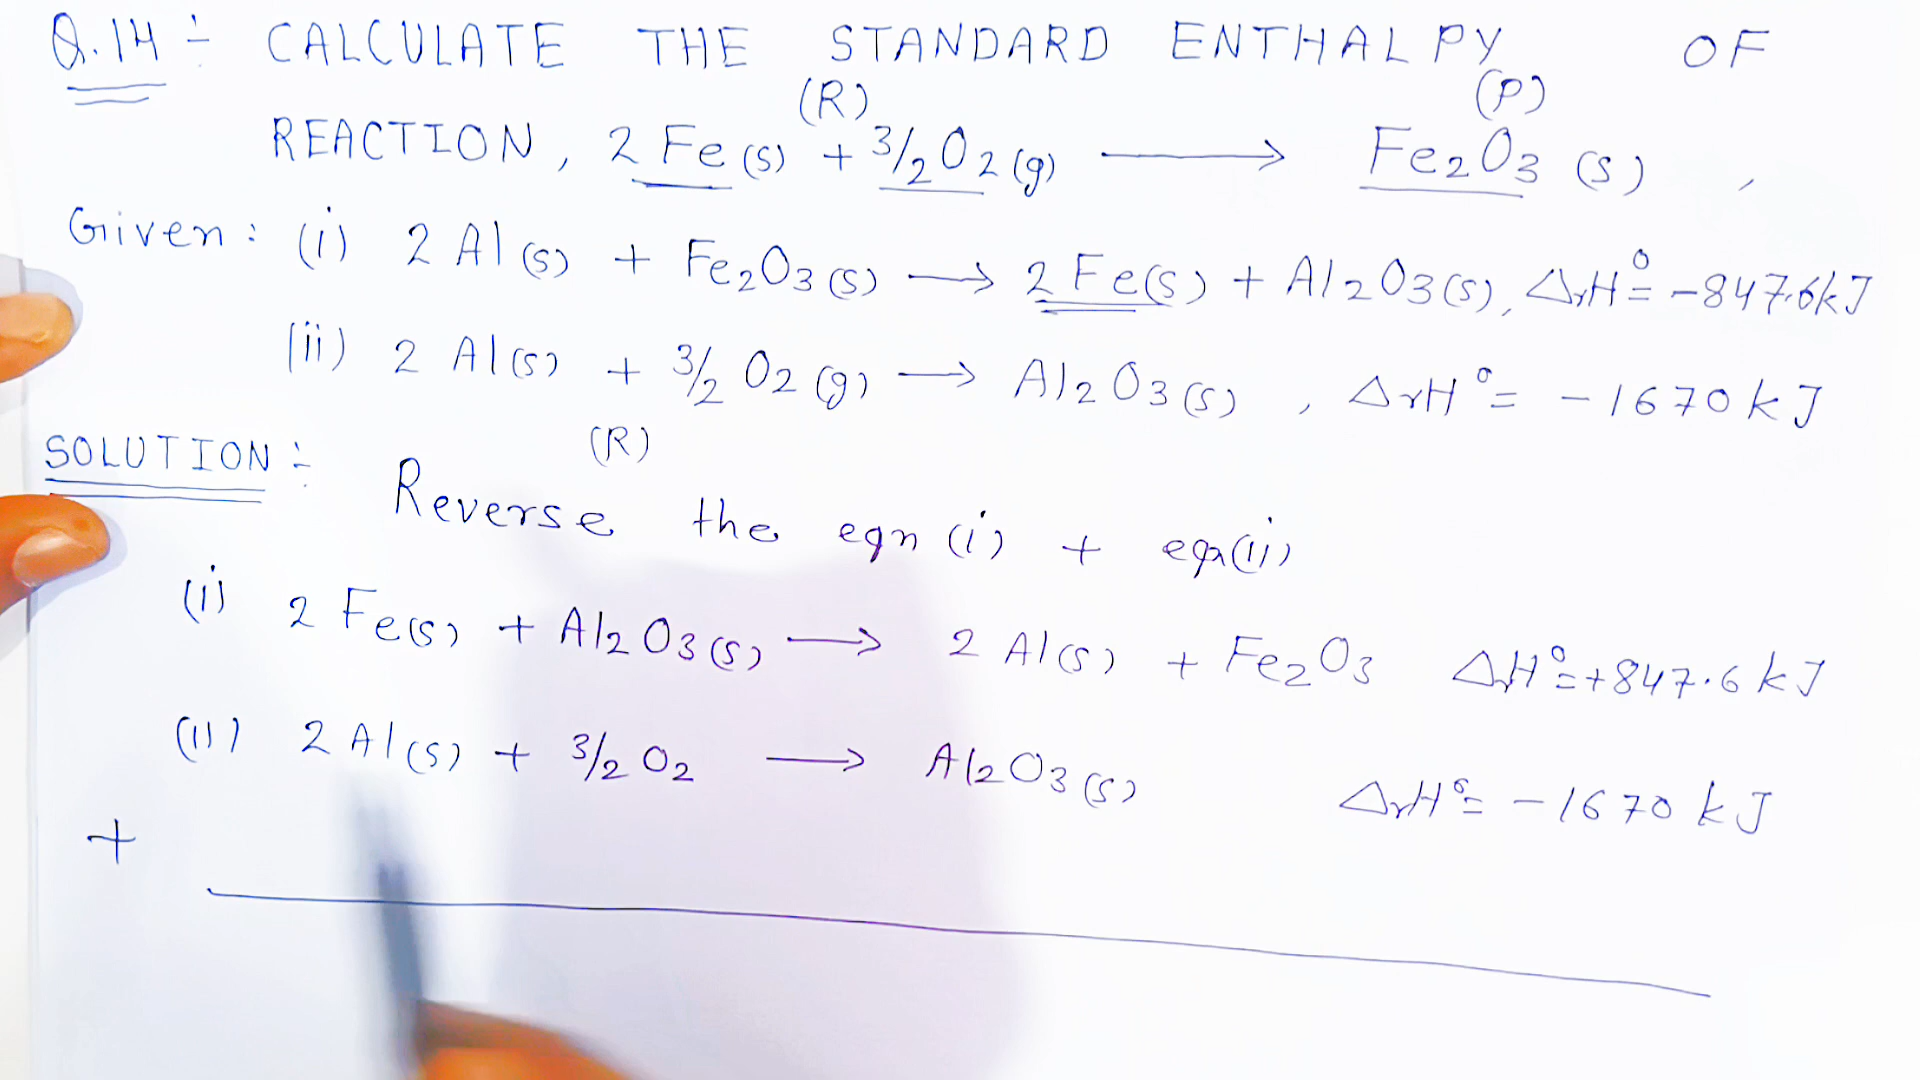 Q.14 :- CALCULATE THE STANDARD ENTHALPY OF
(R) (P)
REACTION, 2 Fe (s) + 3/2 O2 (g) ⟶ Fe2O3 (s) ,
Given : (i) 2 Al (s) + Fe2O3 (s) ⟶ 2 Fe(s) + Al2O3(s), ΔrH° = -847.6kJ
(ii) 2 Al(s) + 3/2 O2 (g) ⟶ Al2O3 (s) , ΔrH° = -1670 kJ
(R)
SOLUTION :-
Reverse the eqn (i) + eqn(ii)
(i) 2 Fe(s) + Al2O3 (s) ⟶ 2 Al(s) + Fe2O3 ΔrH° = +847.6 kJ
(ii) 2 Al(s) + 3/2 O2 ⟶ Al2O3 (s) ΔrH° = -1670 kJ
+